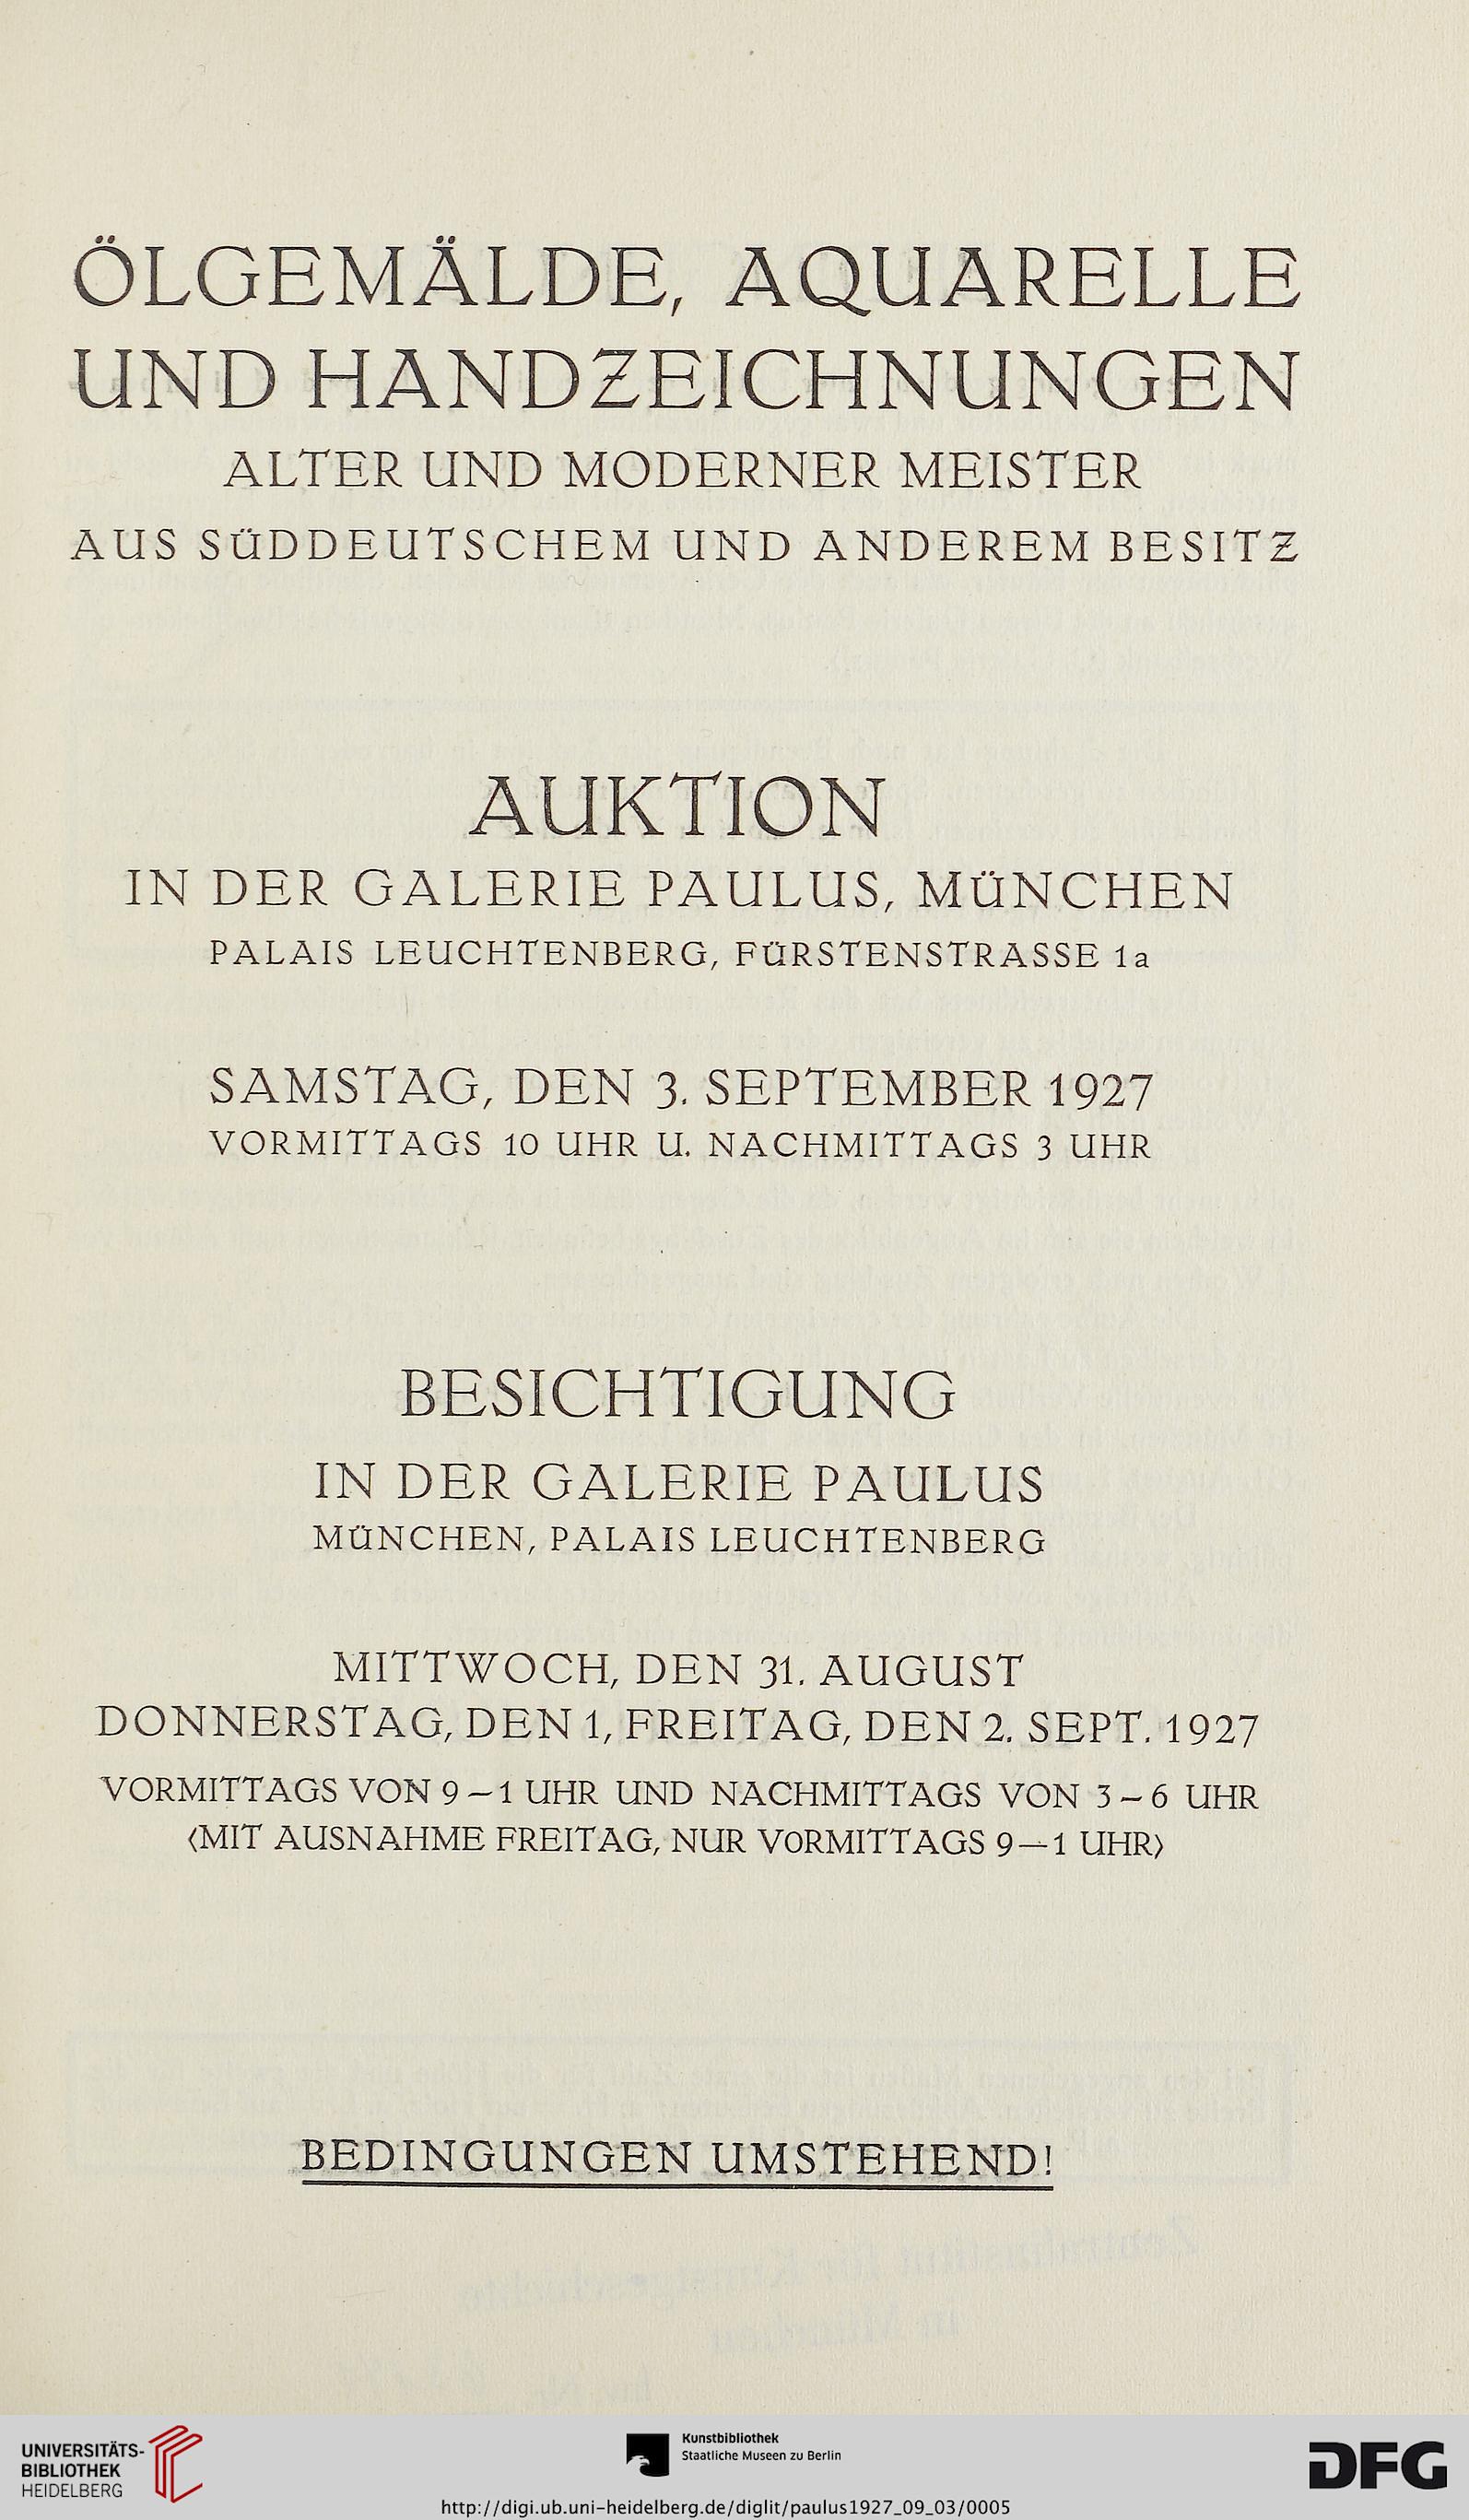 ÖLGEMÄLDE, AQUARELLE
UND HANDZEICHNUNGEN
ALTER UND MODERNER MEISTER
AUS SÜDDEUTSCHEM UND ANDEREM BESITZ
AUKTION
IN DER GALERIE PAULUS, MÜNCHEN
PALAIS LEUCHTENBERG, FÜRSTENSTRASSE 1a
SAMSTAG, DEN 3. SEPTEMBER 1927
VORMITTAGS 10 UHR U. NACHMITTAGS 3 UHR
BESICHTIGUNG
IN DER GALERIE PAULUS
MÜNCHEN, PALAIS LEUCHTENBERG
MITTWOCH, DEN 31. AUGUST
DONNERSTAG, DEN 1, FREITAG, DEN 2. SEPT. 1927
VORMITTAGS VON 9–1 UHR UND NACHMITTAGS VON 3–6 UHR
(MIT AUSNAHME FREITAG, NUR VORMITTAGS 9—1 UHR)
BEDINGUNGEN UMSTEHEND!
UNIVERSITÄTS-
BIBLIOTHEK
HEIDELBERG
Kunstbibliothek
Staatliche Museen zu Berlin
http://digi.ub.uni-heidelberg.de/diglit/paulus1927_09_03/0005
DFG